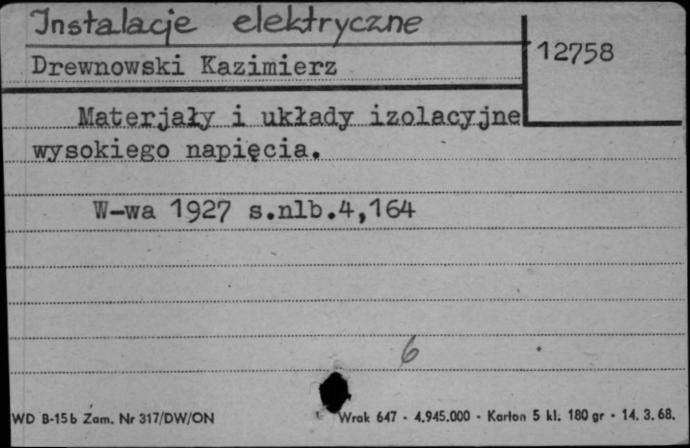 Instalacje elektryczne
12758
Drewnowski Kazimierz
Materjały i układy izolacyjne
wysokiego napięcia.
W-wa 1927 s.nlb.4,164
6
WD B-15b Zam. Nr 317/DW/ON Wrak 647 - 4.945.000 - Karton 5 kl. 180 gr - 14. 3. 68.